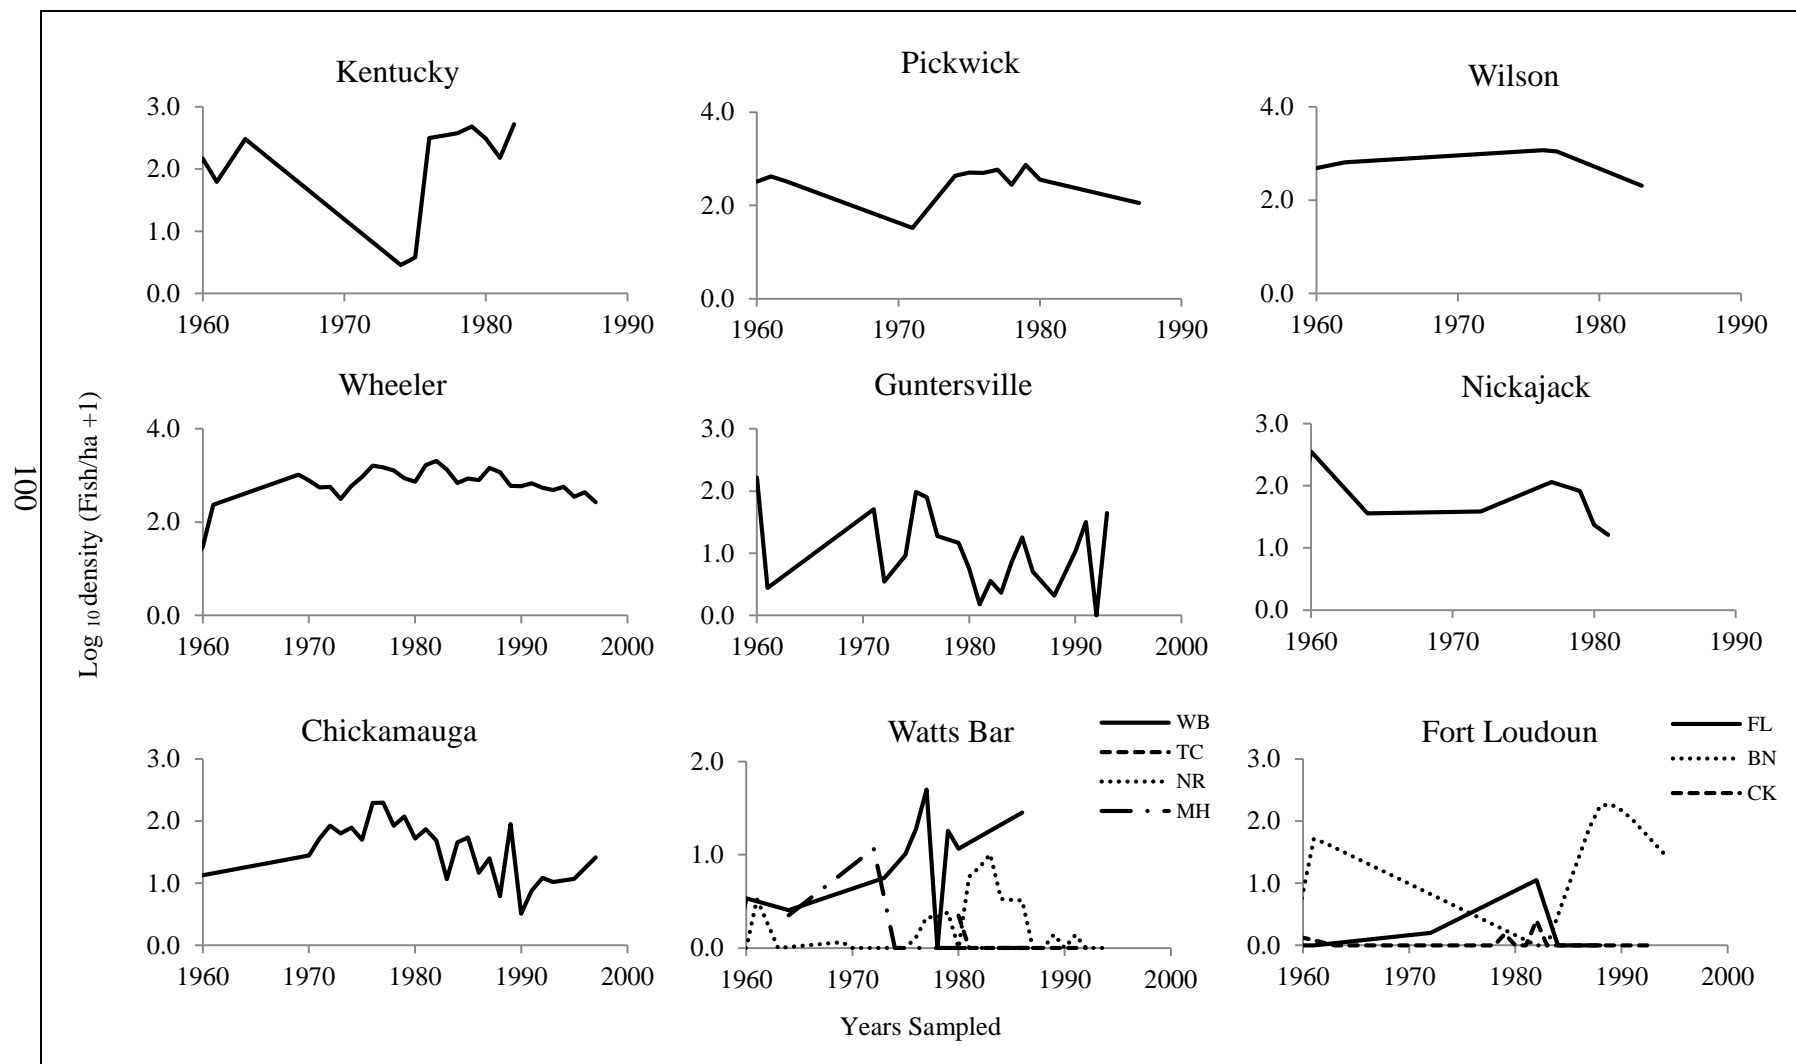 Kentucky
3.0
2.0
1.0
0.0
1960 1970 1980 1990
Pickwick
4.0
2.0
0.0
1960 1970 1980 1990
Wilson
4.0
2.0
0.0
1960 1970 1980 1990
Wheeler
4.0
2.0
0.0
1960 1970 1980 1990 2000
Guntersville
3.0
2.0
1.0
0.0
1960 1970 1980 1990 2000
Nickajack
3.0
2.0
1.0
0.0
1960 1970 1980 1990
Log 10 density (Fish/ha +1)
100
Chickamauga
3.0
2.0
1.0
0.0
1960 1970 1980 1990 2000
Watts Bar
WB
TC
NR
MH
2.0
1.0
0.0
1960 1970 1980 1990 2000
Fort Loudoun
FL
BN
CK
3.0
2.0
1.0
0.0
1960 1970 1980 1990 2000
Years Sampled